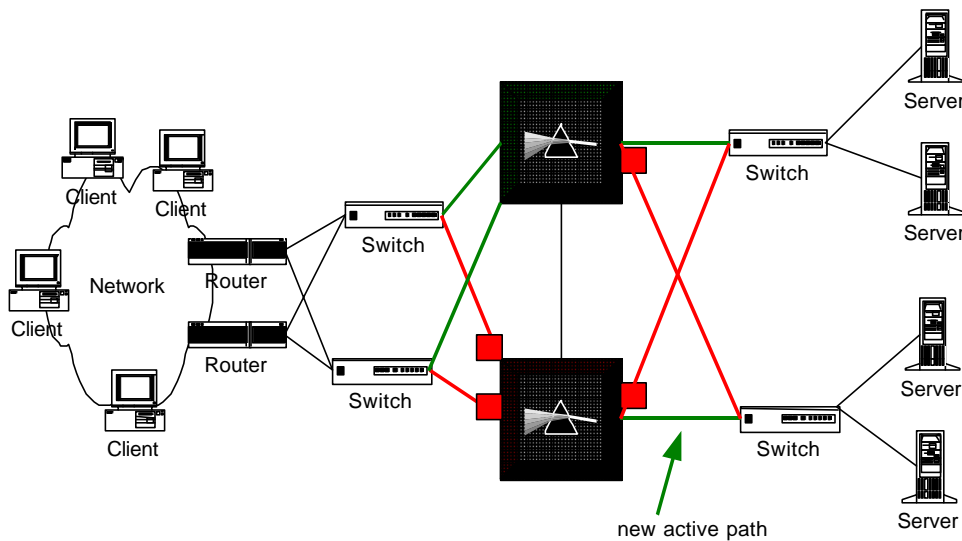 Server
Client
Client
Switch
Server
Switch
Router
Network
Client
Router
Switch
Client
Server
Switch
Server
new active path